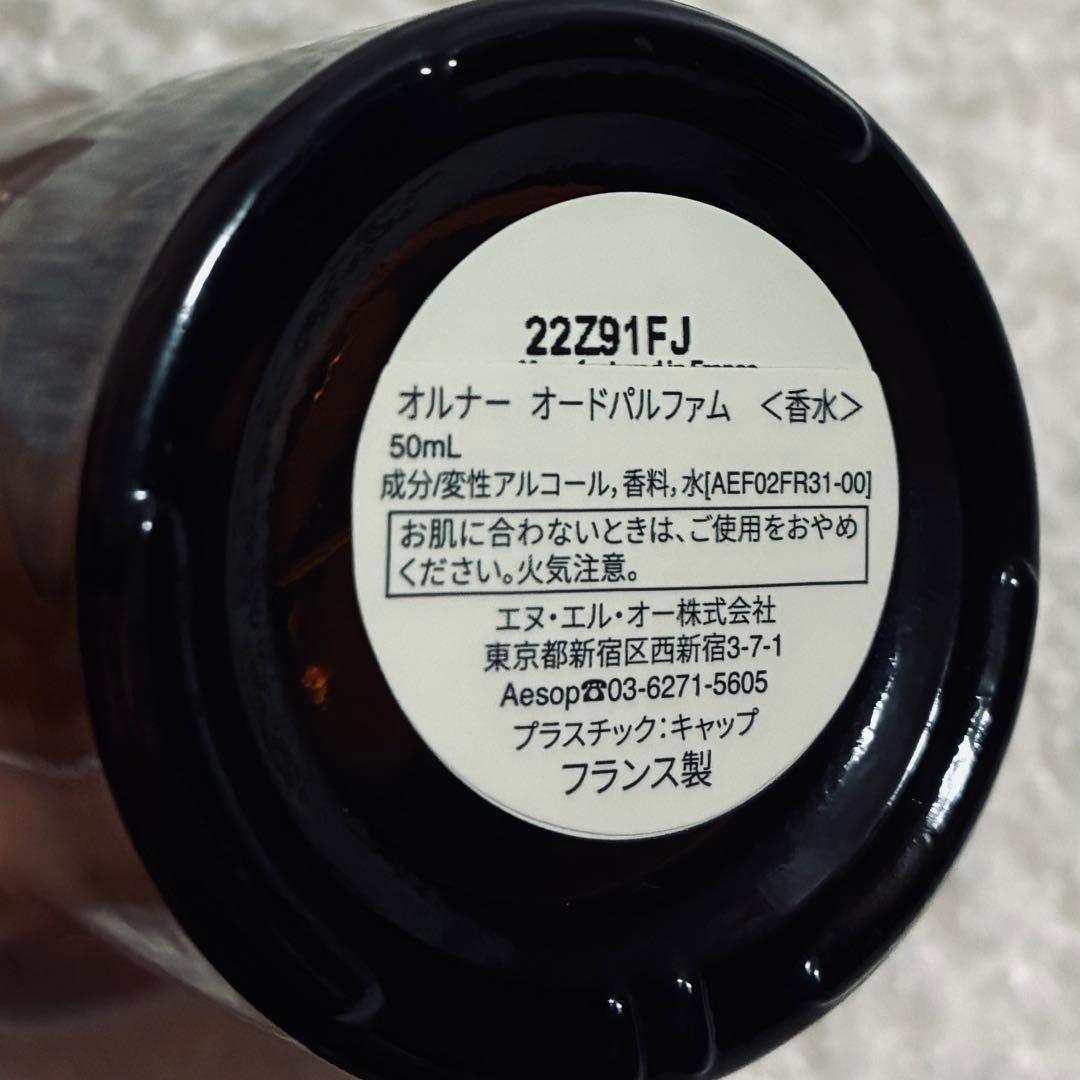 22Z91FJ
オルナー オードパルファム <香水>
50mL
成分/変性アルコール,香料,水[AEF02FR31-00]
お肌に合わないときは、ご使用をおやめ
ください。火気注意。
エヌ・エル・オー株式会社
東京都新宿区西新宿3-7-1
Aesop☎03-6271-5605
プラスチック:キャップ
フランス製